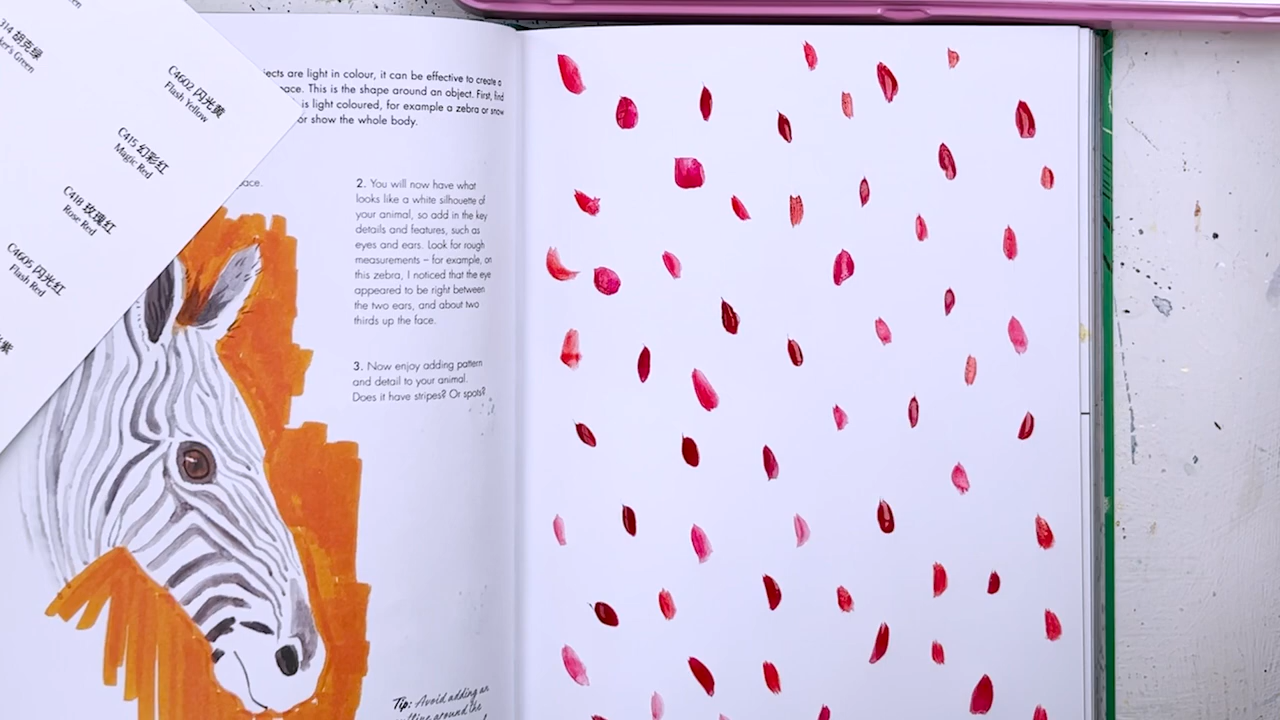 314 胡克绿
ker's Green
C4602 闪光黄
Flash Yellow
C415 幻彩红
Magic Red
C418 玫瑰红
Rose Red
C4605 闪光红
Flash Red
紫
jects are light in colour, it can be effective to create a
pace. This is the shape around an object. First, find
is light coloured, for example a zebra or snow
or show the whole body.
pace.
2. You will now have what
looks like a white silhouette of
your animal, so add in the key
details and features, such as
eyes and ears. Look for rough
measurements – for example, on
this zebra, I noticed that the eye
appeared to be right between
the two ears, and about two
thirds up the face.
3. Now enjoy adding pattern
and detail to your animal.
Does it have stripes? Or spots?
Tip: Avoid adding an
outline around the